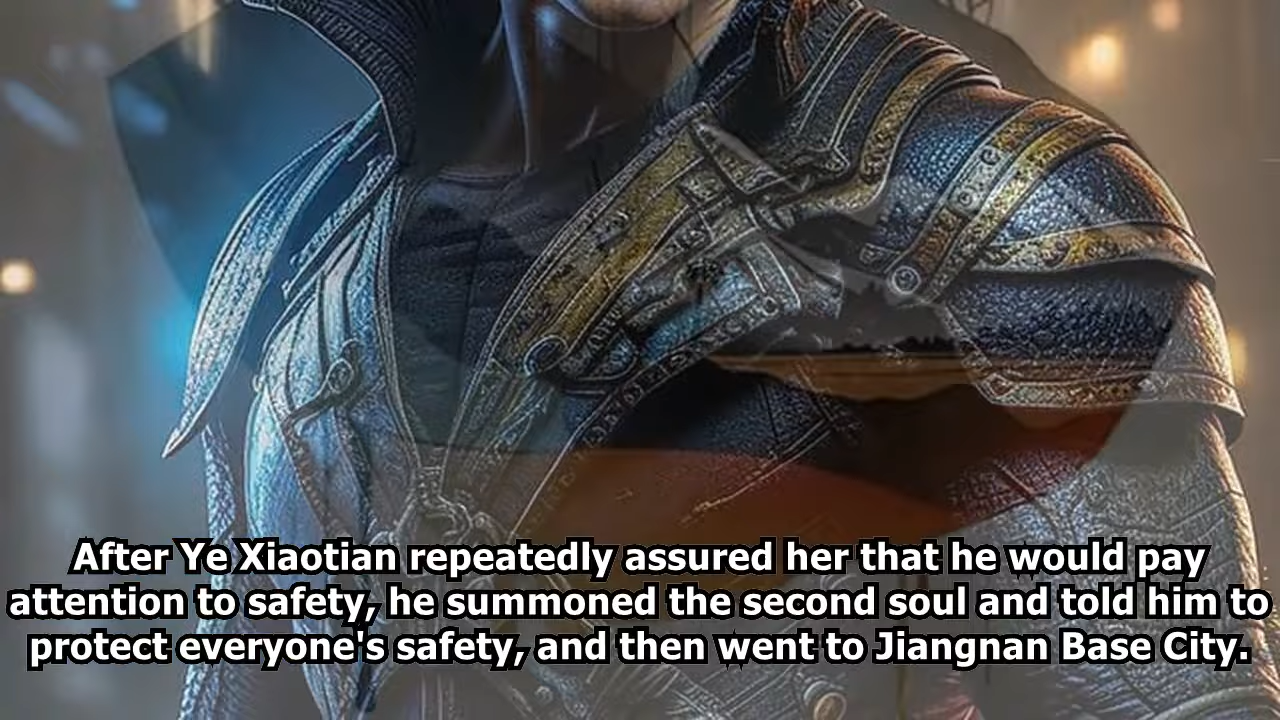 After Ye Xiaotian repeatedly assured her that he would pay
attention to safety, he summoned the second soul and told him to
protect everyone's safety, and then went to Jiangnan Base City.